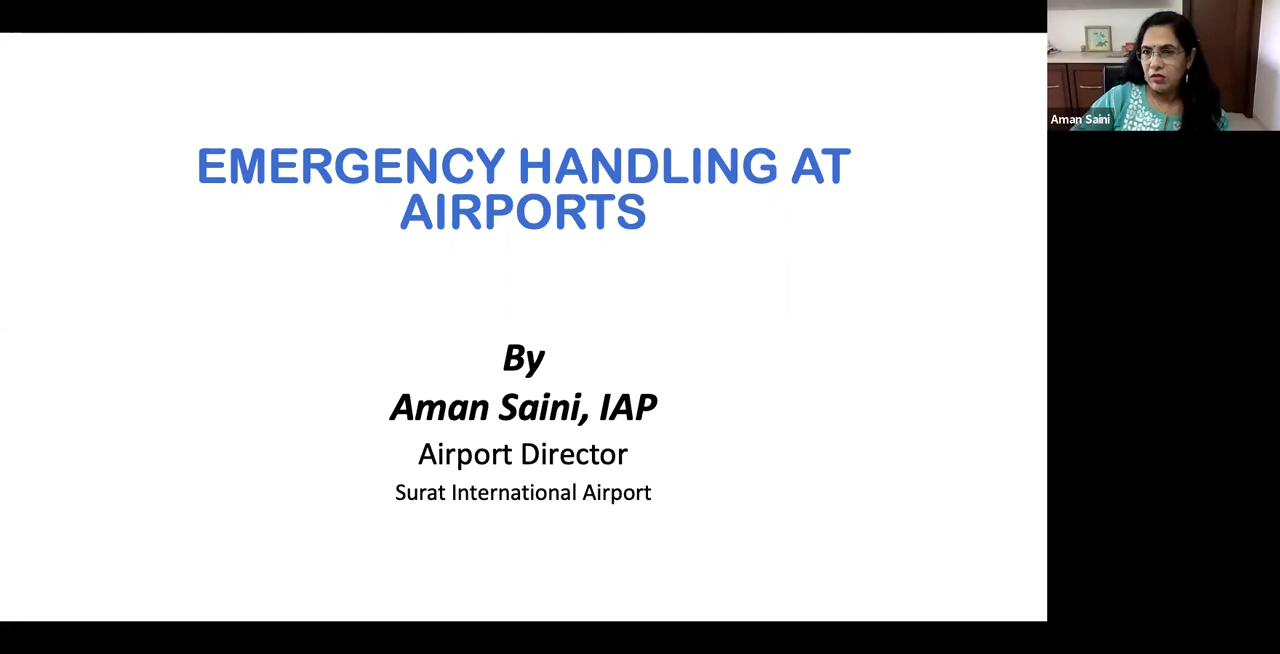 EMERGENCY HANDLING AT
AIRPORTS
By
Aman Saini, IAP
Airport Director
Surat International Airport
Aman Saini